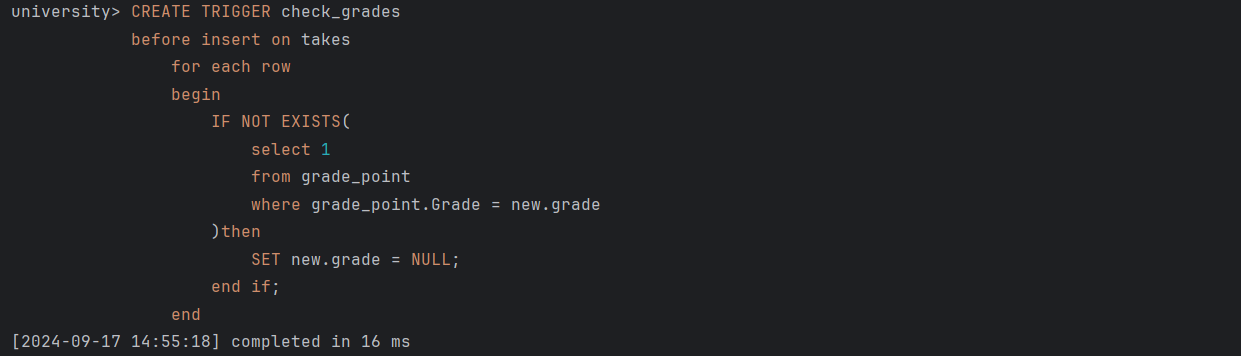 university> CREATE TRIGGER check_grades
before insert on takes
for each row
begin
IF NOT EXISTS(
select 1
from grade_point
where grade_point.Grade = new.grade
)then
SET new.grade = NULL;
end if;
end
[2024-09-17 14:55:18] completed in 16 ms